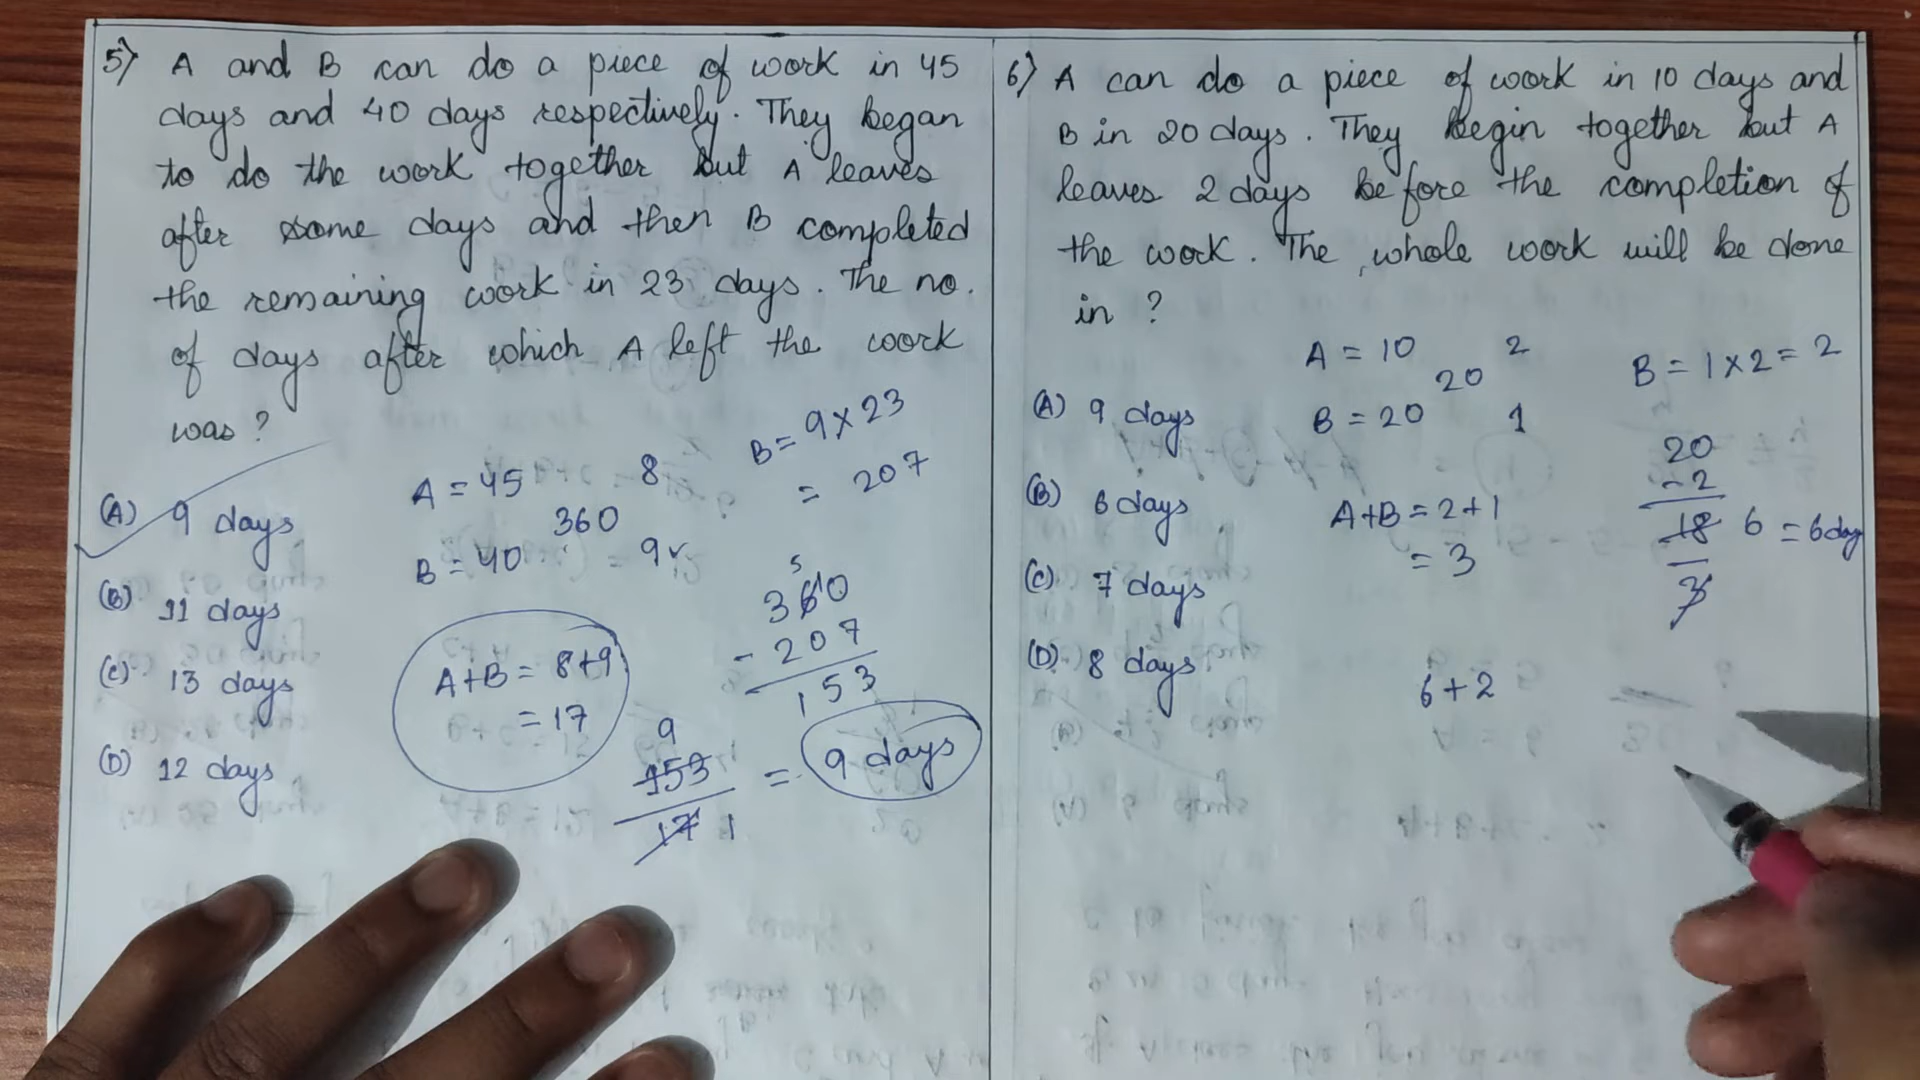 5) A and B can do a piece of work in 45
days and 40 days respectively. They began
to do the work together but A leaves
after some days and then B completed
the remaining work in 23 days. The no.
of days after which A left the work
was?
B = 9 × 23
= 207
A = 45 8
360
B = 40 = 9
(A) 9 days
(B) 11 days
(C) 13 days
(D) 12 days
A+B = 8+9
= 17
5
3610
- 207
153
9
153
17 1
= 9 days
6) A can do a piece of work in 10 days and
B in 20 days. They begin together but A
leaves 2 days before the completion of
the work. The whole work will be done
in ?
A = 10 2
20
B = 20 1
B = 1 × 2 = 2
(A) 9 days
(B) 6 days
(C) 7 days
(D) 8 days
A+B = 2+1
= 3
20
- 2
18 6 = 6 day
3
6+2